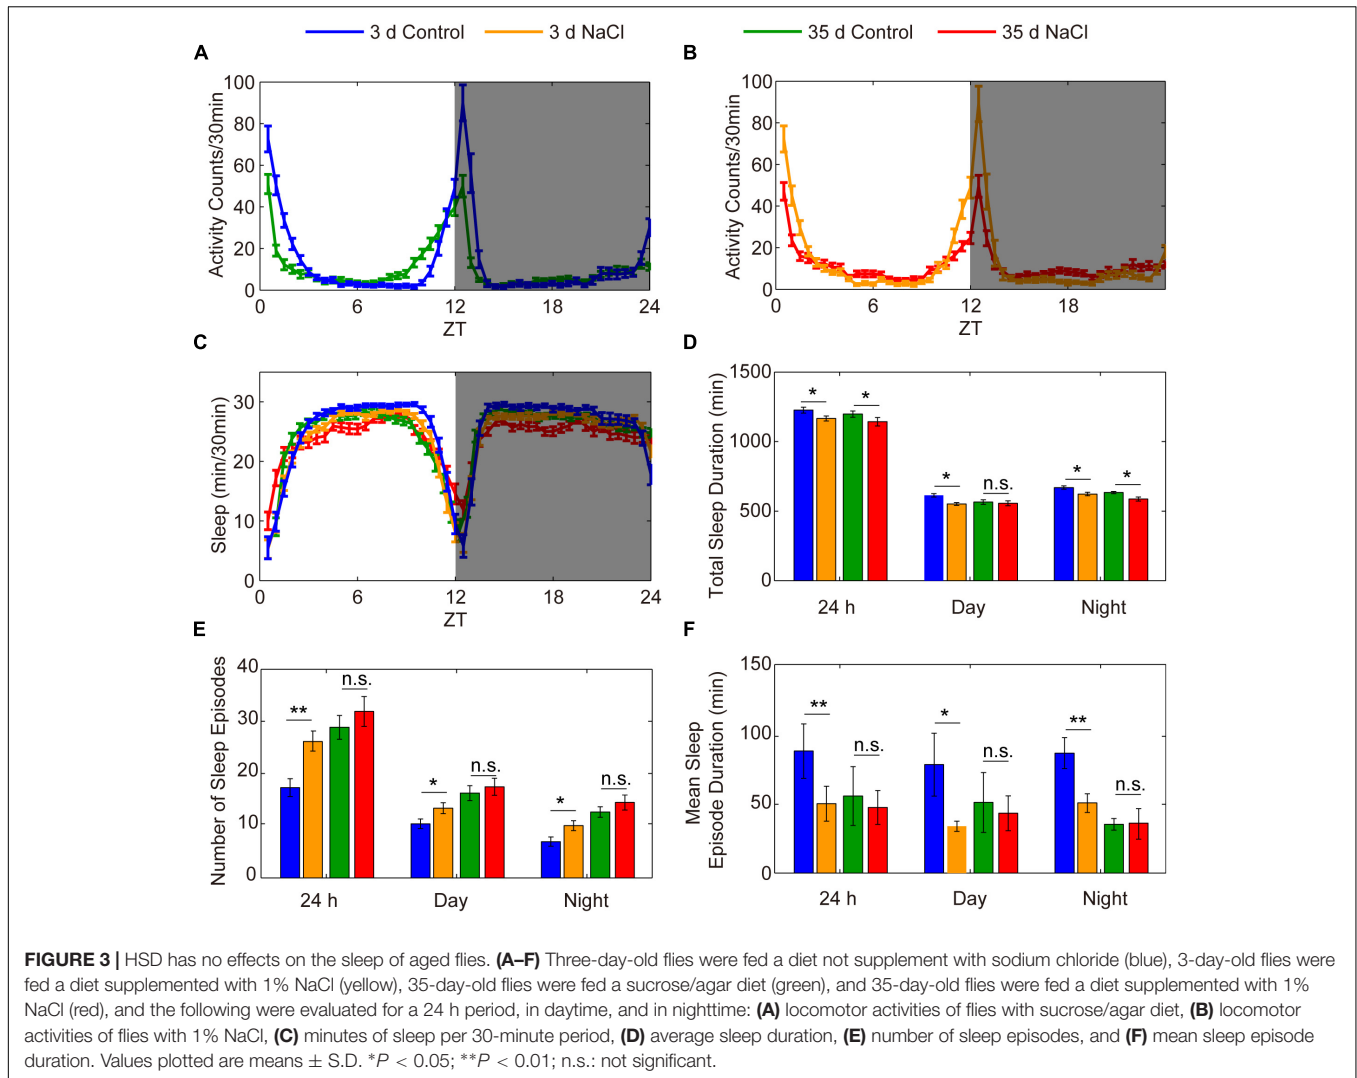 3 d Control 3 d NaCl 35 d Control 35 d NaCl
A
Activity Counts/30min
100
80
60
40
20
0
0 6 12 18 24
ZT
B
Activity Counts/30min
100
80
60
40
20
0
0 6 12 18
ZT
C
Sleep (min/30min)
30
20
10
0
0 6 12 18 24
ZT
D
Total Sleep Duration (min)
1500
1000
500
0
* * * n.s. * *
24 h Day Night
E
Number of Sleep Episodes
40
30
20
10
0
** n.s. * n.s. * n.s.
24 h Day Night
F
Mean Sleep
Episode Duration (min)
150
100
50
0
** n.s. * n.s. ** n.s.
24 h Day Night
FIGURE 3 | HSD has no effects on the sleep of aged flies. (A–F) Three-day-old flies were fed a diet not supplement with sodium chloride (blue), 3-day-old flies were
fed a diet supplemented with 1% NaCl (yellow), 35-day-old flies were fed a sucrose/agar diet (green), and 35-day-old flies were fed a diet supplemented with 1%
NaCl (red), and the following were evaluated for a 24 h period, in daytime, and in nighttime: (A) locomotor activities of flies with sucrose/agar diet, (B) locomotor
activities of flies with 1% NaCl, (C) minutes of sleep per 30-minute period, (D) average sleep duration, (E) number of sleep episodes, and (F) mean sleep episode
duration. Values plotted are means ± S.D. *P < 0.05; **P < 0.01; n.s.: not significant.